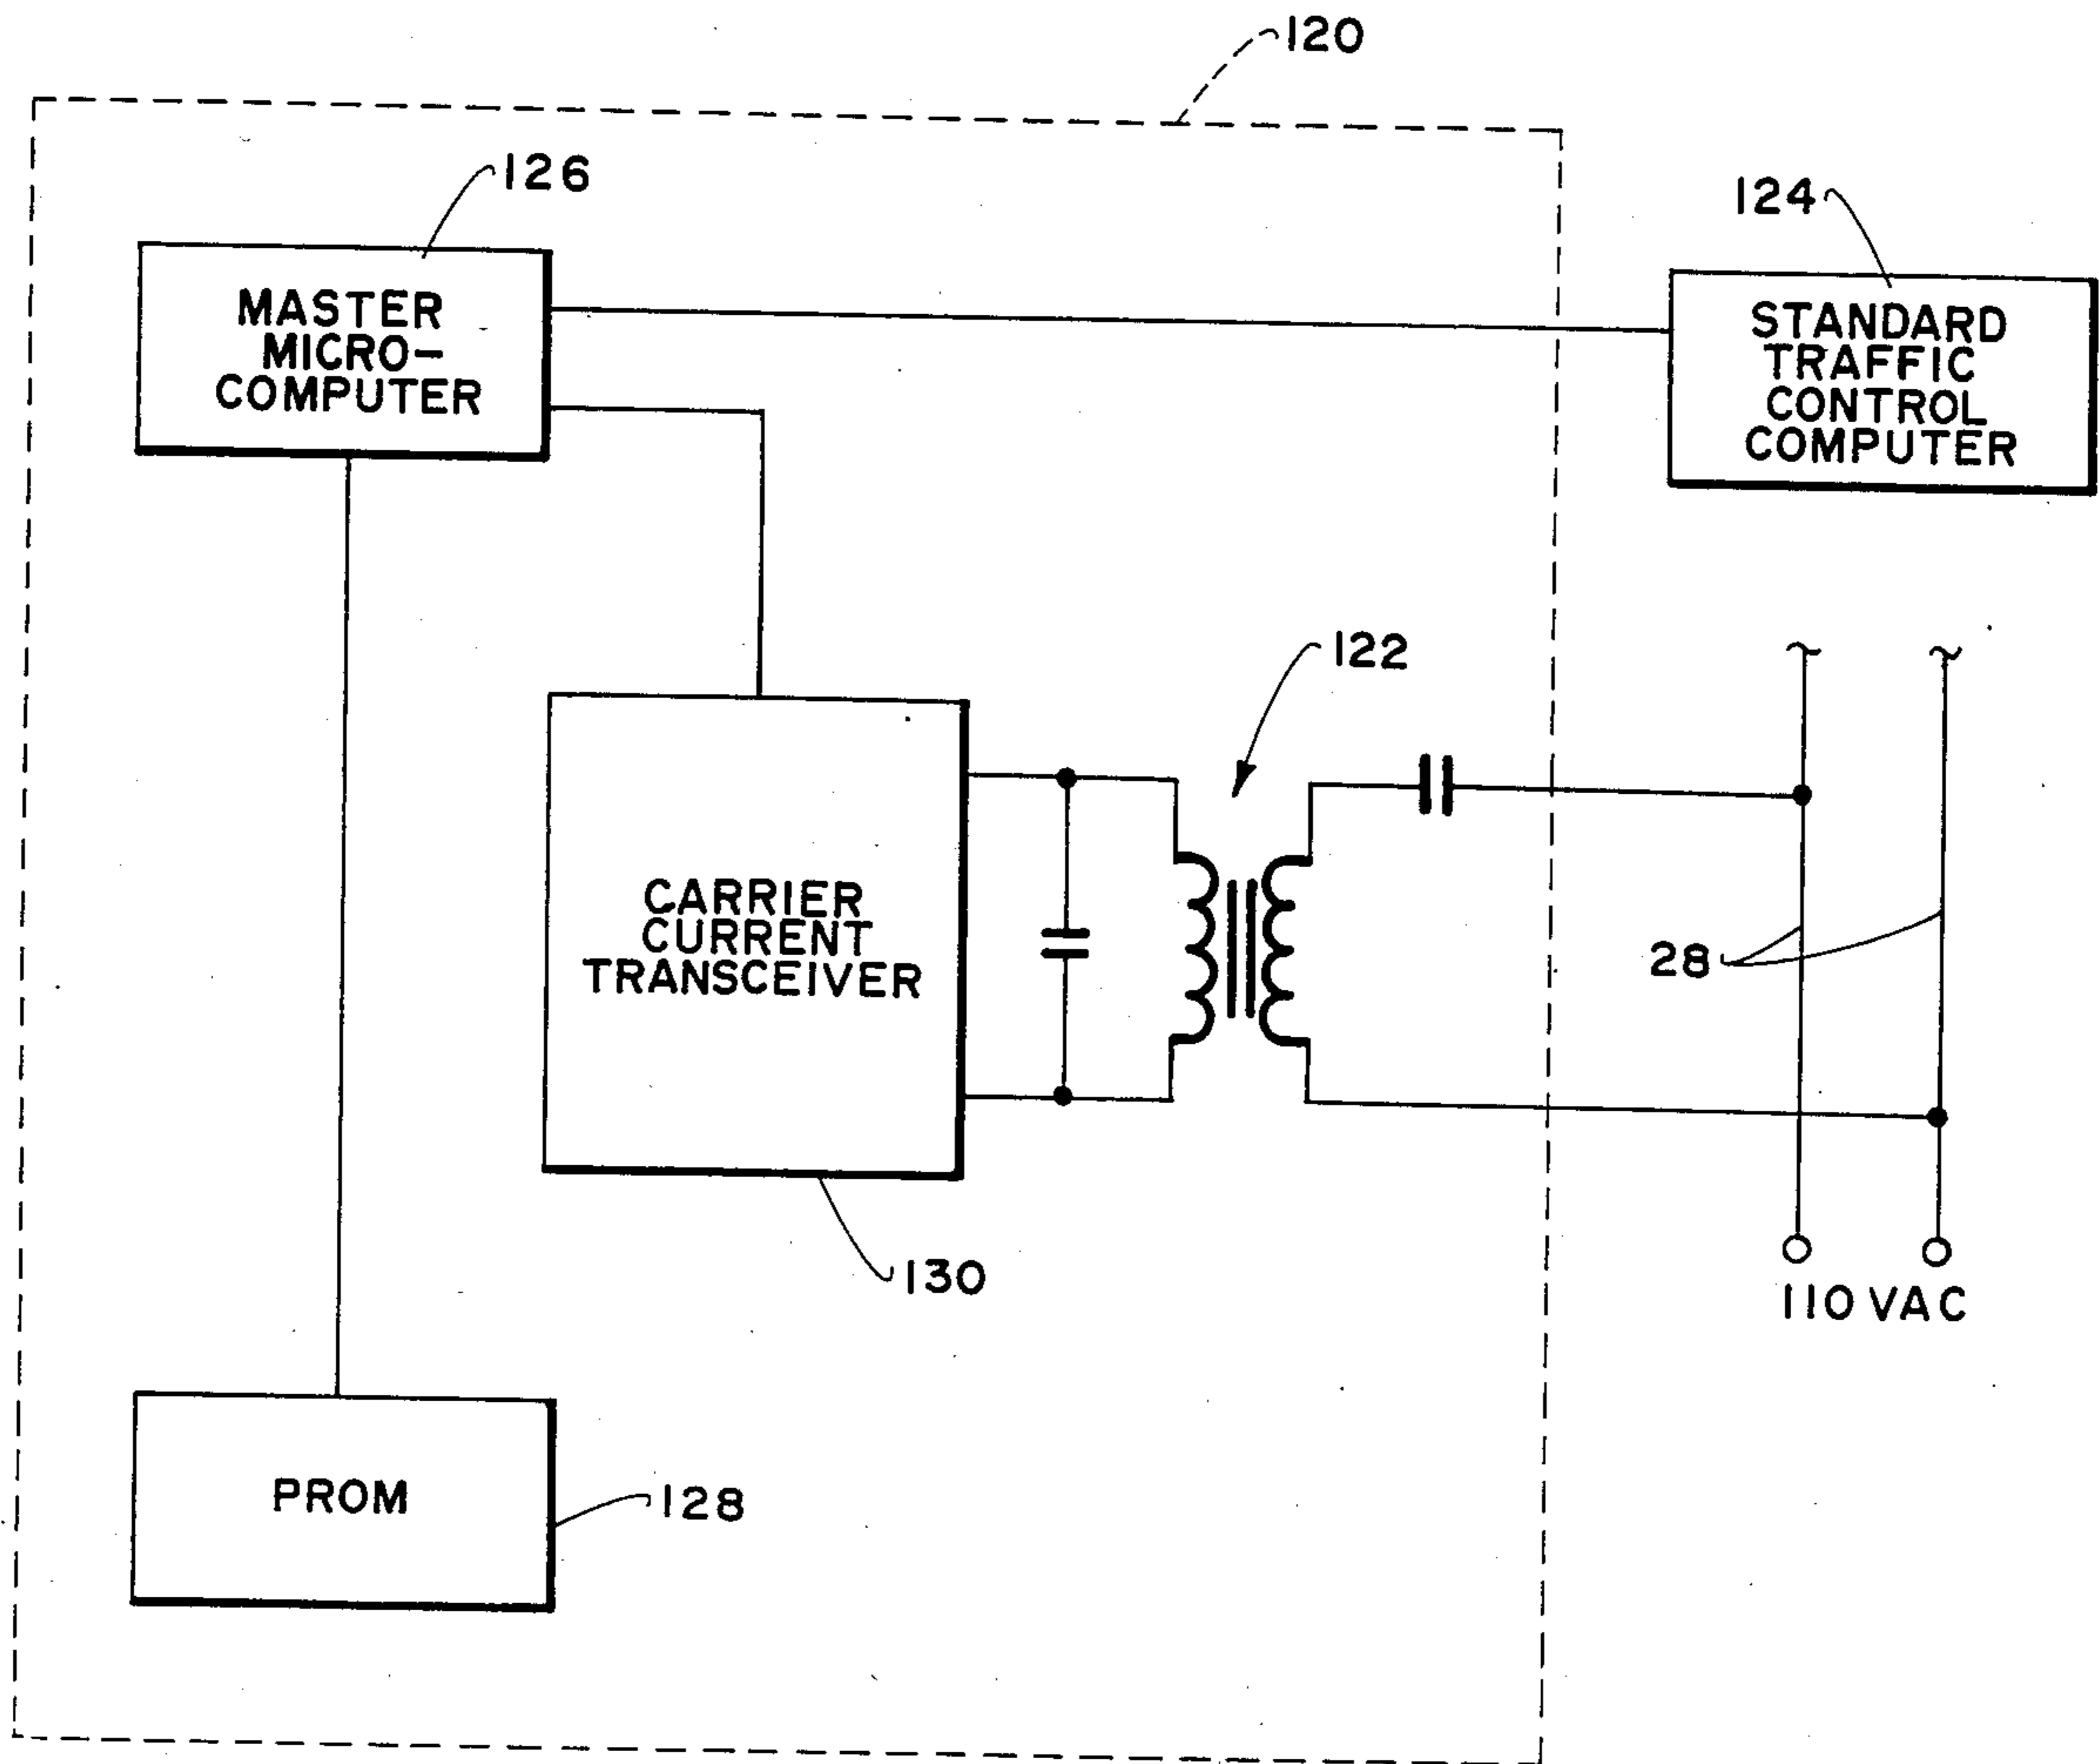 120
126
124
MASTER
MICRO-
COMPUTER
STANDARD
TRAFFIC
CONTROL
COMPUTER
122
CARRIER
CURRENT
TRANSCEIVER
28
130
110 VAC
PROM
128